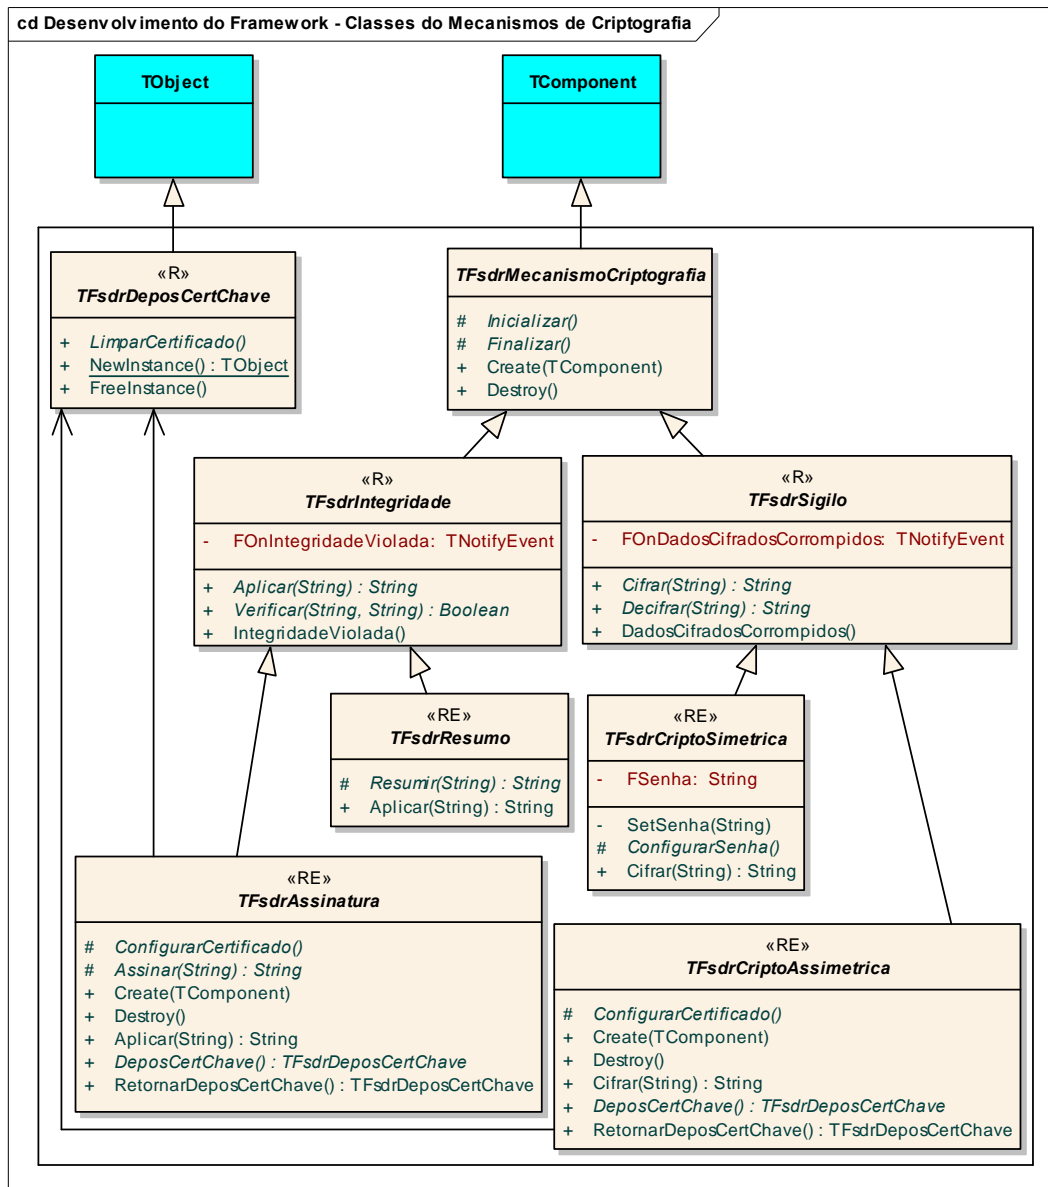 cd Desenvolvimento do Framework - Classes do Mecanismos de Criptografia
TObject
TComponent
«R»
TFsdrDeposCertChave
+ LimparCertificado()
+ NewInstance() : TObject
+ FreeInstance()
TFsdrMecanismoCriptografia
# Inicializar()
# Finalizar()
+ Create(TComponent)
+ Destroy()
«R»
TFsdrIntegridade
- FOnIntegridadeViolada: TNotifyEvent
+ Aplicar(String) : String
+ Verificar(String, String) : Boolean
+ IntegridadeViolada()
«R»
TFsdrSigilo
- FOnDadosCifradosCorrompidos: TNotifyEvent
+ Cifrar(String) : String
+ Decifrar(String) : String
+ DadosCifradosCorrompidos()
«RE»
TFsdrResumo
# Resumir(String) : String
+ Aplicar(String) : String
«RE»
TFsdrCriptoSimetrica
- FSenha: String
- SetSenha(String)
# ConfigurarSenha()
+ Cifrar(String) : String
«RE»
TFsdrAssinatura
# ConfigurarCertificado()
# Assinar(String) : String
+ Create(TComponent)
+ Destroy()
+ Aplicar(String) : String
+ DeposCertChave() : TFsdrDeposCertChave
+ RetornarDeposCertChave() : TFsdrDeposCertChave
«RE»
TFsdrCriptoAssimetrica
# ConfigurarCertificado()
+ Create(TComponent)
+ Destroy()
+ Cifrar(String) : String
+ DeposCertChave() : TFsdrDeposCertChave
+ RetornarDeposCertChave() : TFsdrDeposCertChave